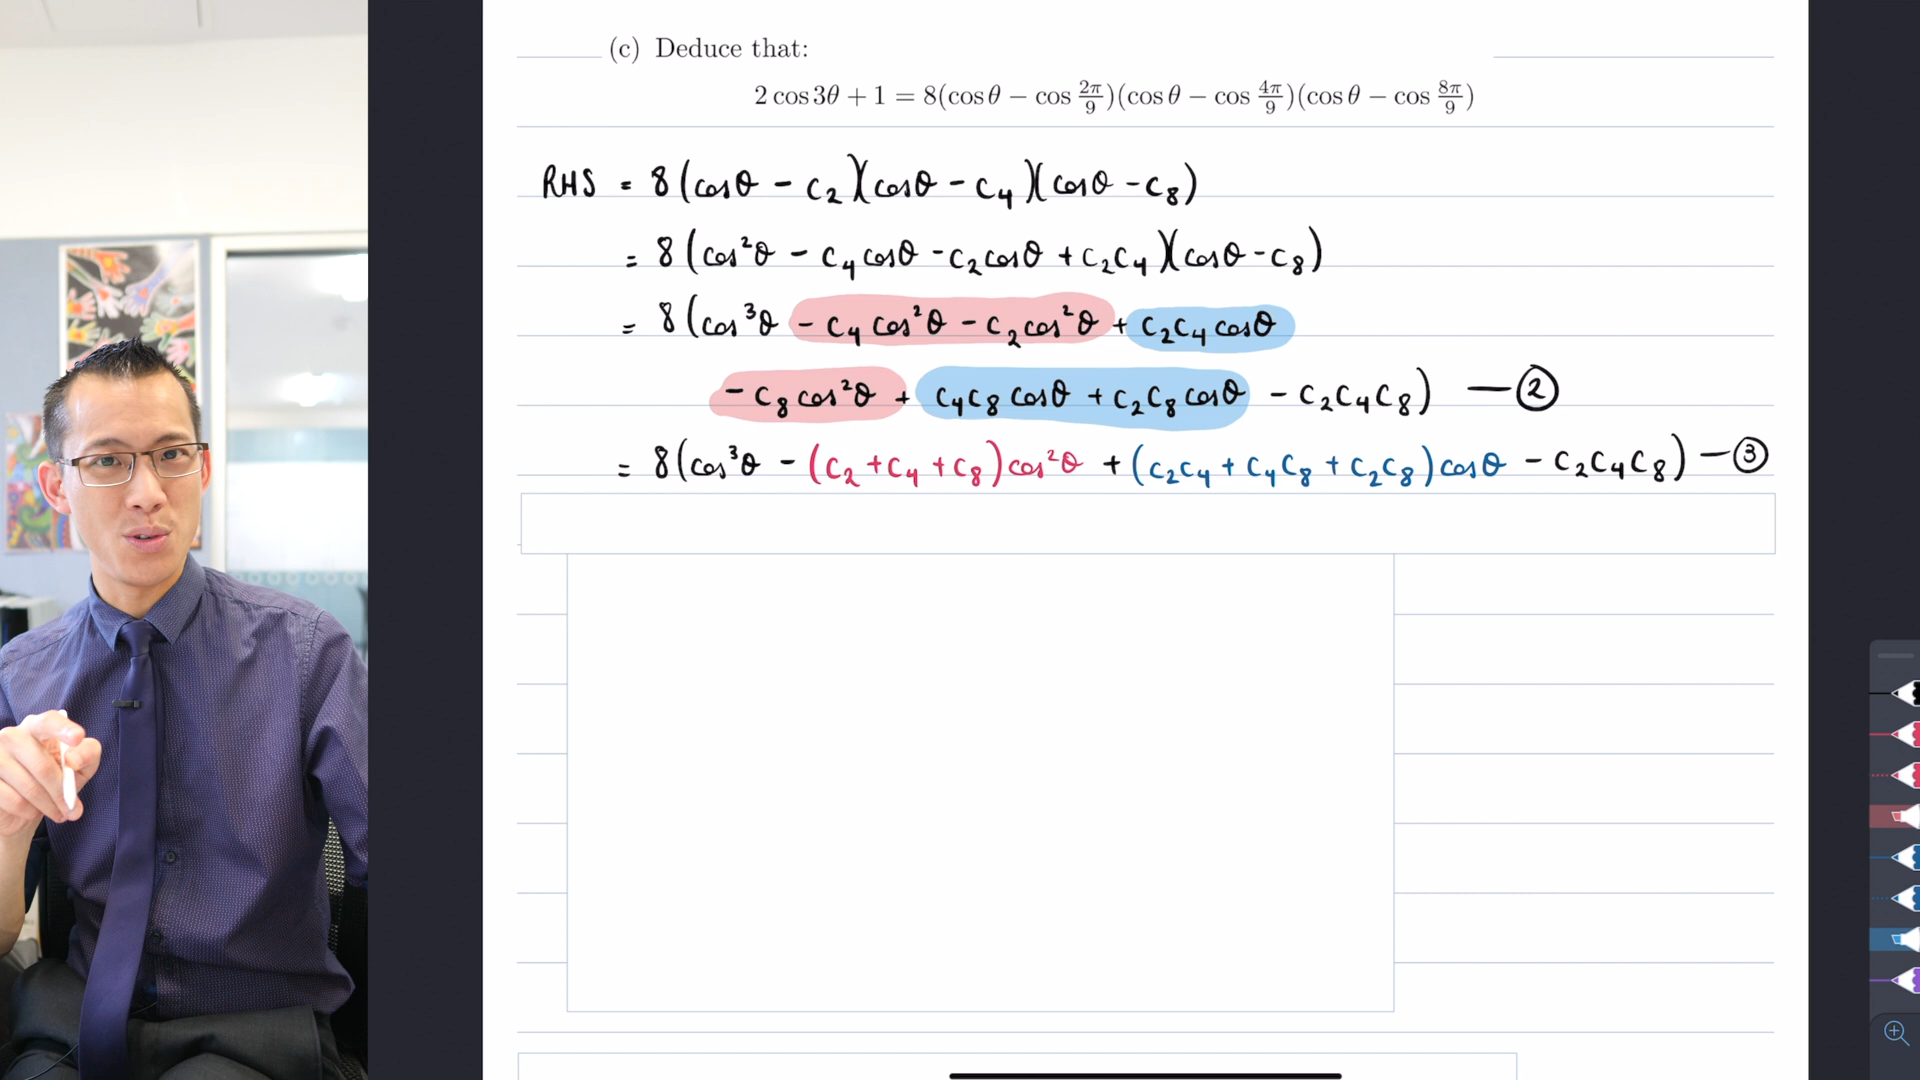 (c) Deduce that:
2 cos 3θ + 1 = 8(cos θ − cos 2π/9)(cos θ − cos 4π/9)(cos θ − cos 8π/9)
RHS = 8(cosθ - c₂)(cosθ - c₄)(cosθ - c₈)
= 8(cos²θ - c₄cosθ - c₂cosθ + c₂c₄)(cosθ - c₈)
= 8(cos³θ - c₄cos²θ - c₂cos²θ + c₂c₄cosθ
- c₈cos²θ + c₄c₈cosθ + c₂c₈cosθ - c₂c₄c₈) — ②
= 8(cos³θ - (c₂ + c₄ + c₈)cos²θ + (c₂c₄ + c₄c₈ + c₂c₈)cosθ - c₂c₄c₈) — ③